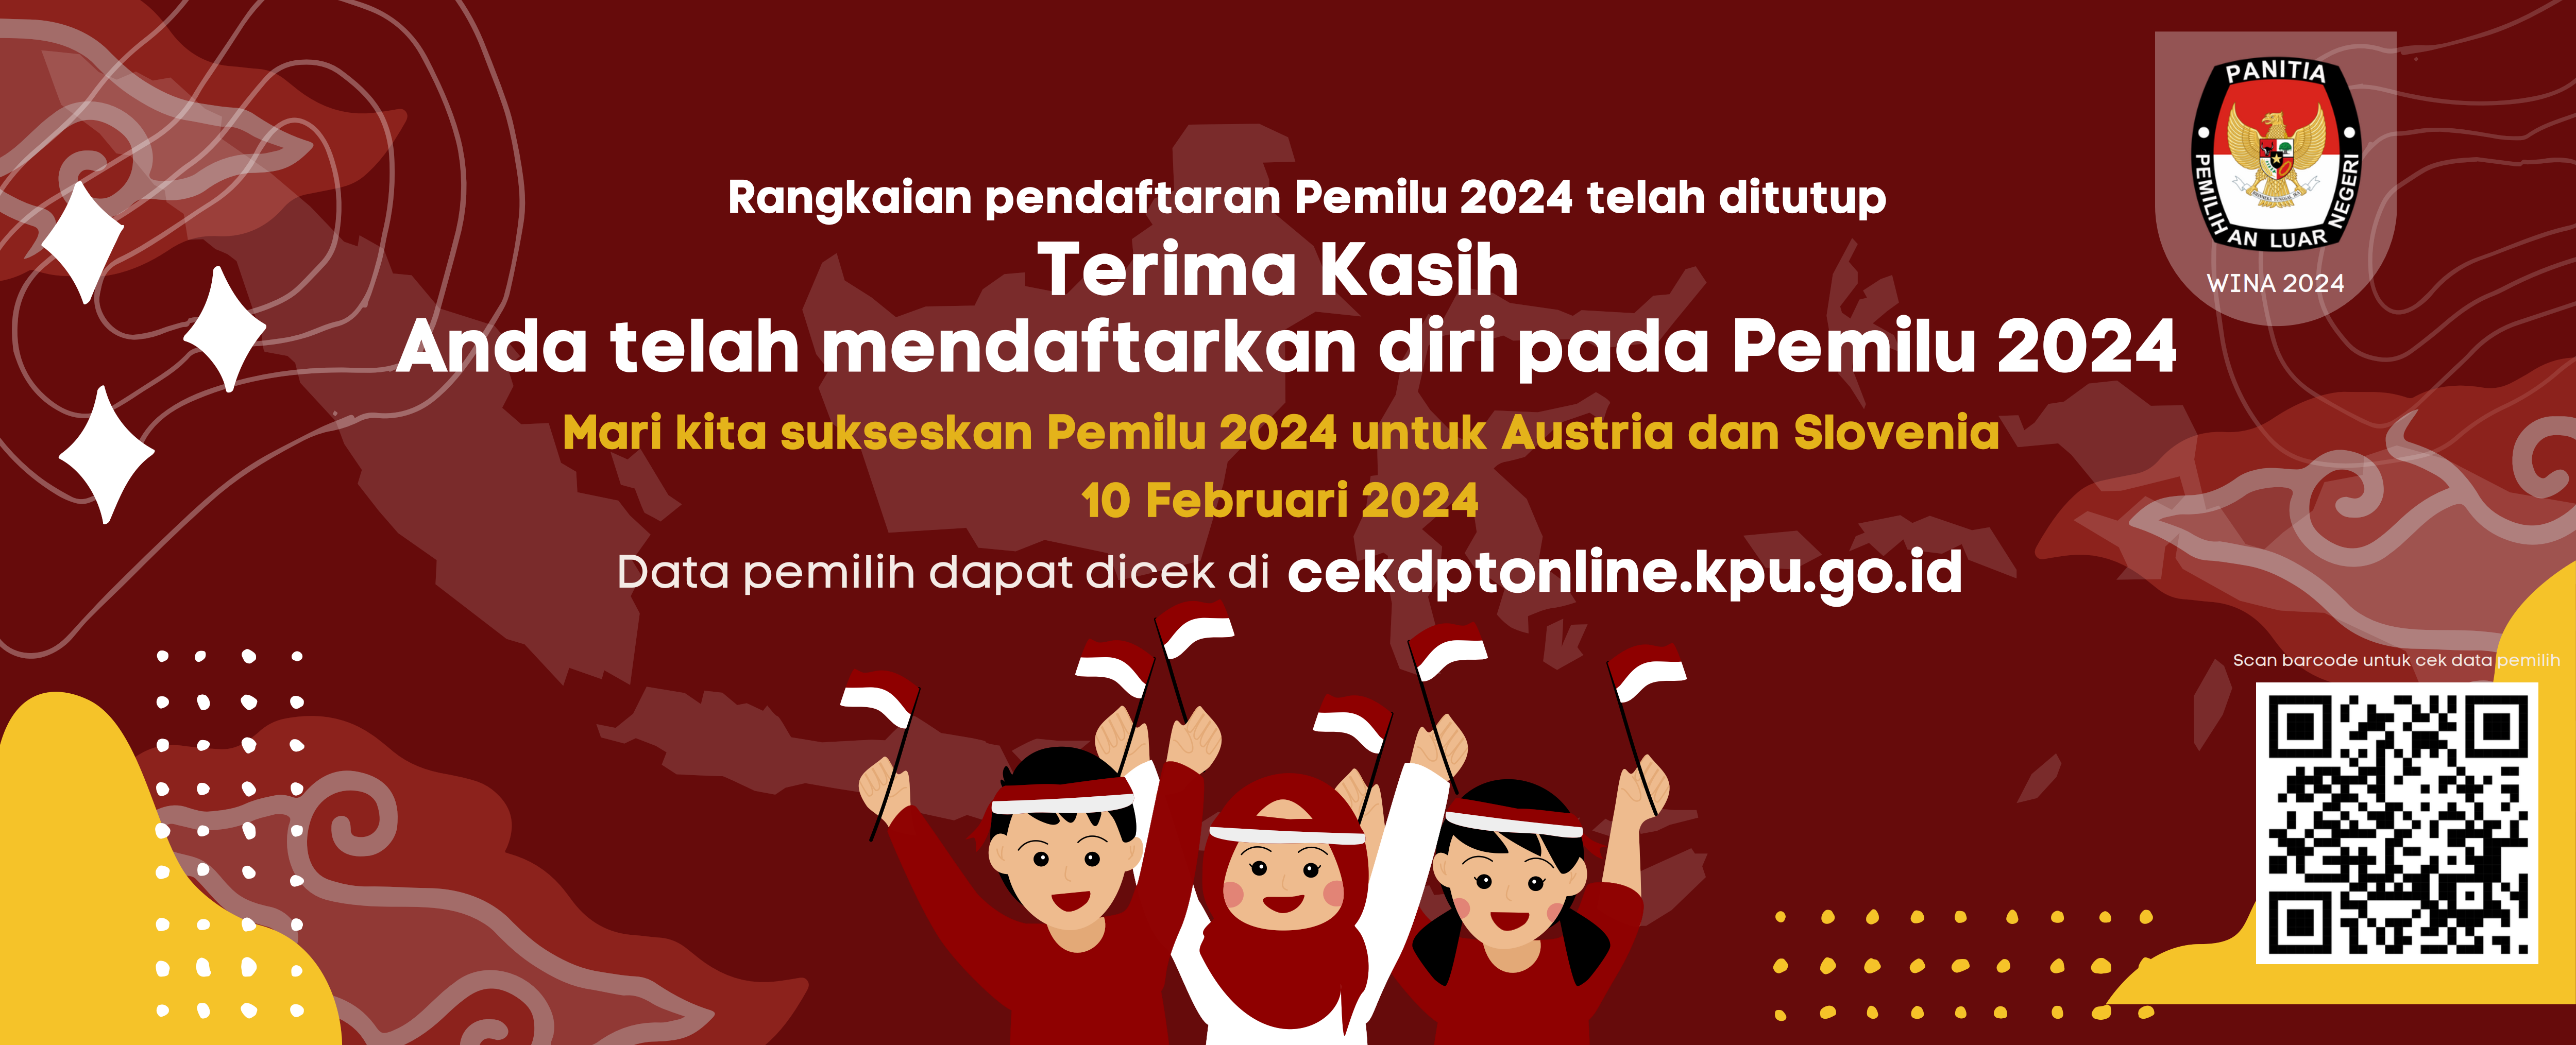 PANITIA
PEMILIHAN LUAR NEGERI
WINA 2024
Rangkaian pendaftaran Pemilu 2024 telah ditutup
Terima Kasih
Anda telah mendaftarkan diri pada Pemilu 2024
Mari kita sukseskan Pemilu 2024 untuk Austria dan Slovenia
10 Februari 2024
Data pemilih dapat dicek di cekdptonline.kpu.go.id
Scan barcode untuk cek data pemilih